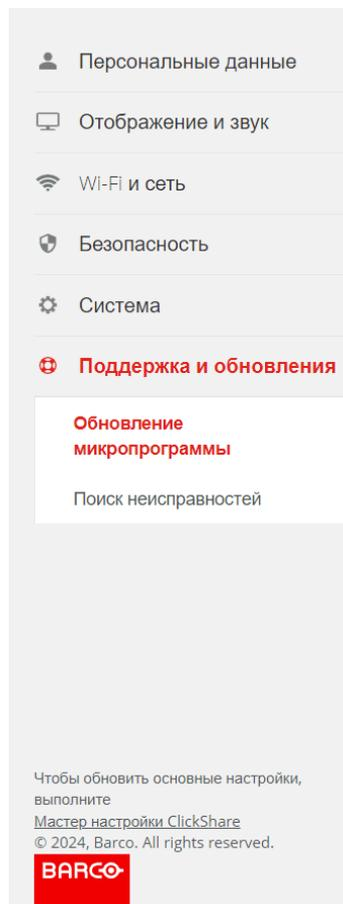 Персональные данные
Отображение и звук
Wi-Fi и сеть
Безопасность
Система
Поддержка и обновления
Обновление
микропрограммы
Поиск неисправностей
Чтобы обновить основные настройки,
выполните
Мастер настройки ClickShare
© 2024, Barco. All rights reserved.
BARCO